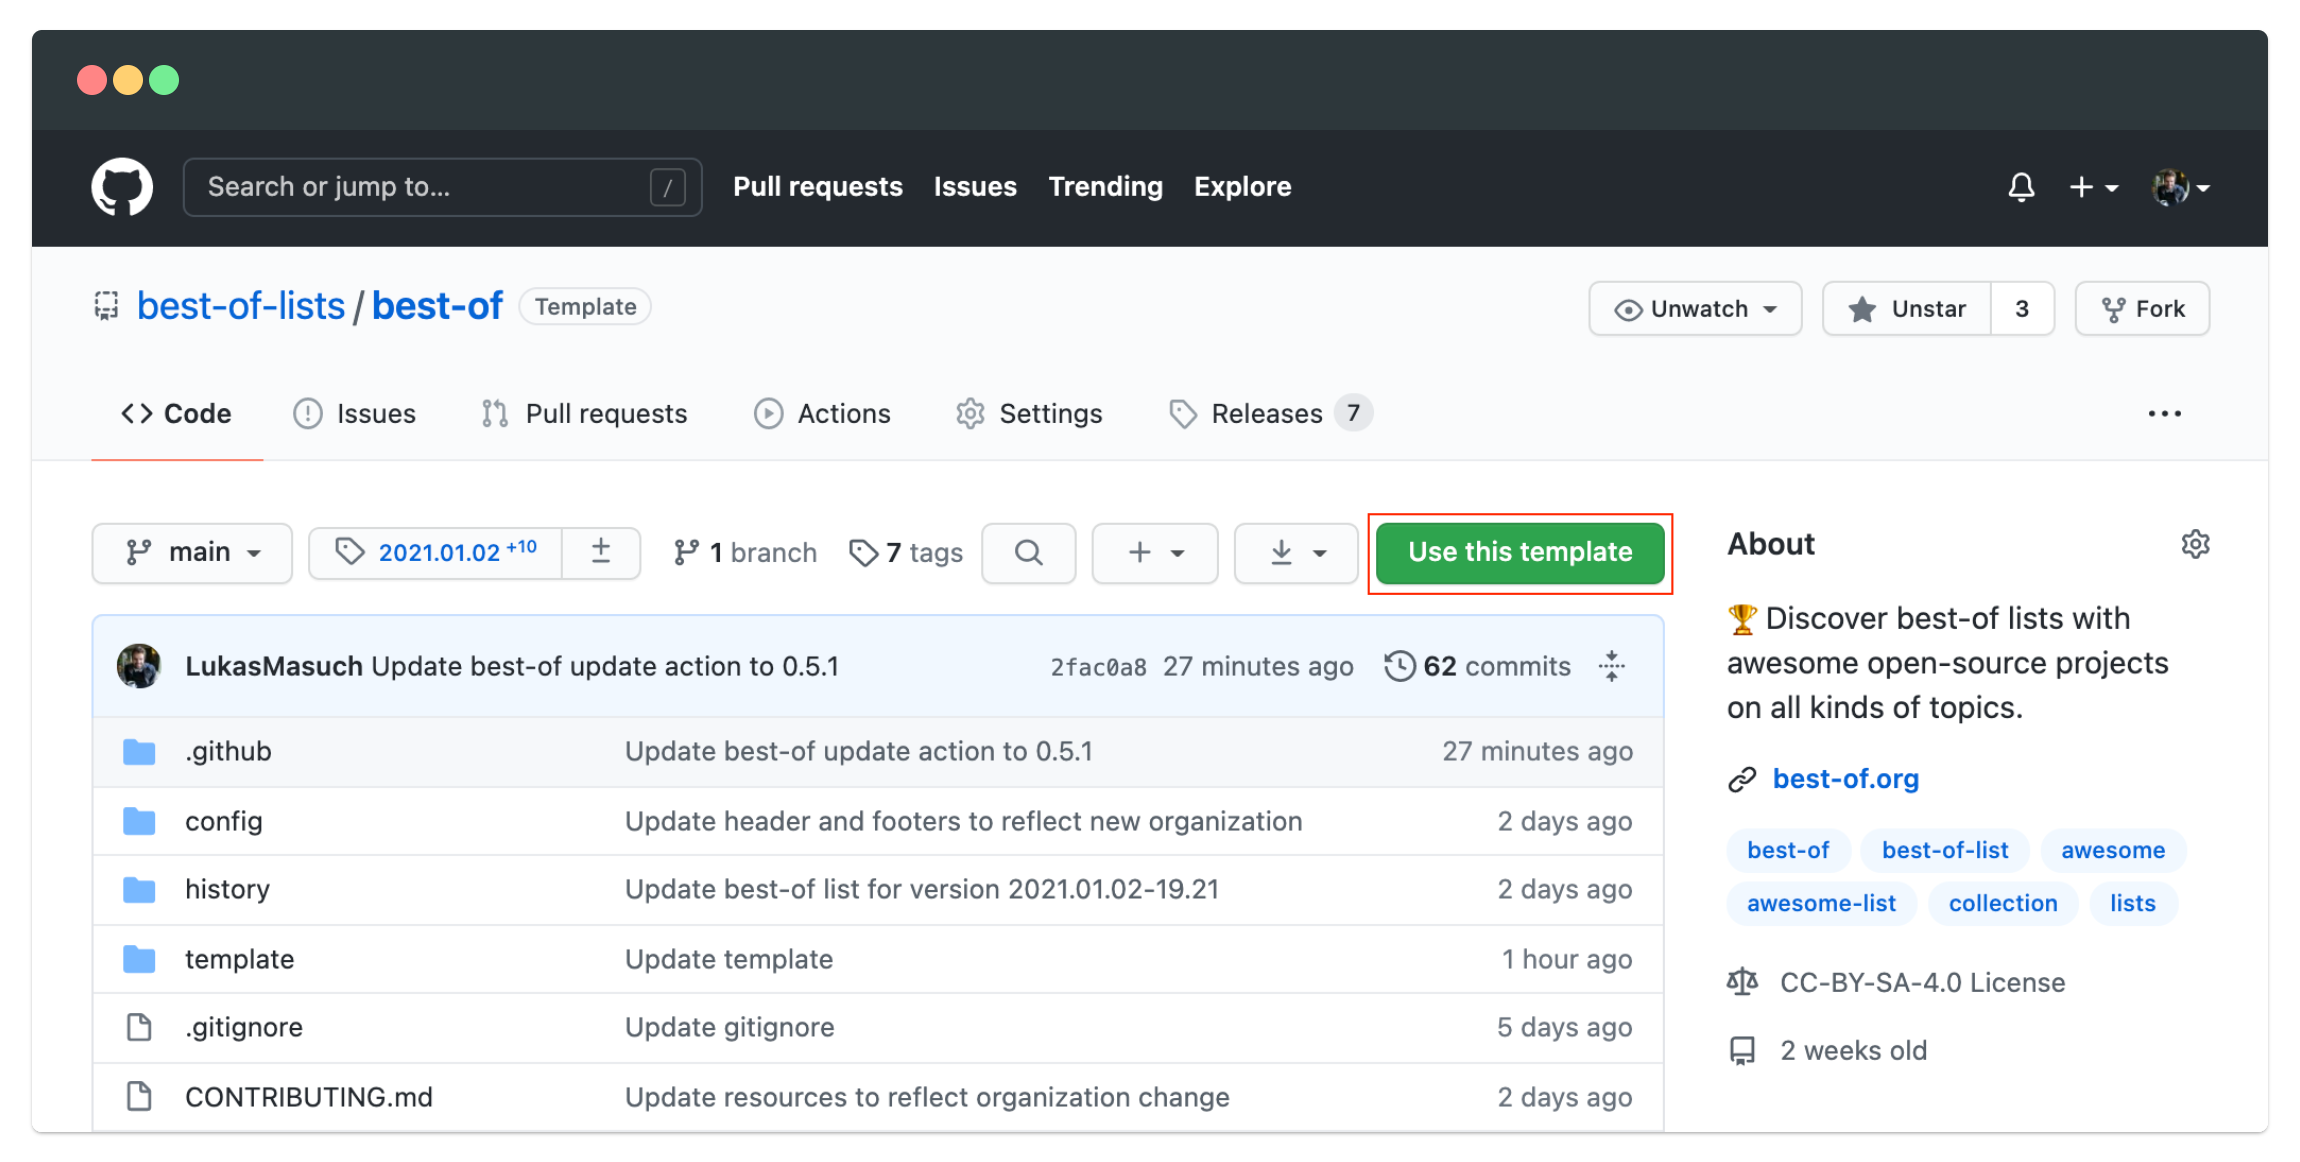 Search or jump to... / Pull requests Issues Trending Explore
best-of-lists / best-of Template Unwatch Unstar 3 Fork
Code Issues Pull requests Actions Settings Releases 7
main 2021.01.02 +10 1 branch 7 tags Use this template
About
🏆 Discover best-of lists with
awesome open-source projects
on all kinds of topics.
best-of.org
best-of best-of-list awesome
awesome-list collection lists
CC-BY-SA-4.0 License
2 weeks old
LukasMasuch Update best-of update action to 0.5.1 2fac0a8 27 minutes ago 62 commits
.github Update best-of update action to 0.5.1 27 minutes ago
config Update header and footers to reflect new organization 2 days ago
history Update best-of list for version 2021.01.02-19.21 2 days ago
template Update template 1 hour ago
.gitignore Update gitignore 5 days ago
CONTRIBUTING.md Update resources to reflect organization change 2 days ago